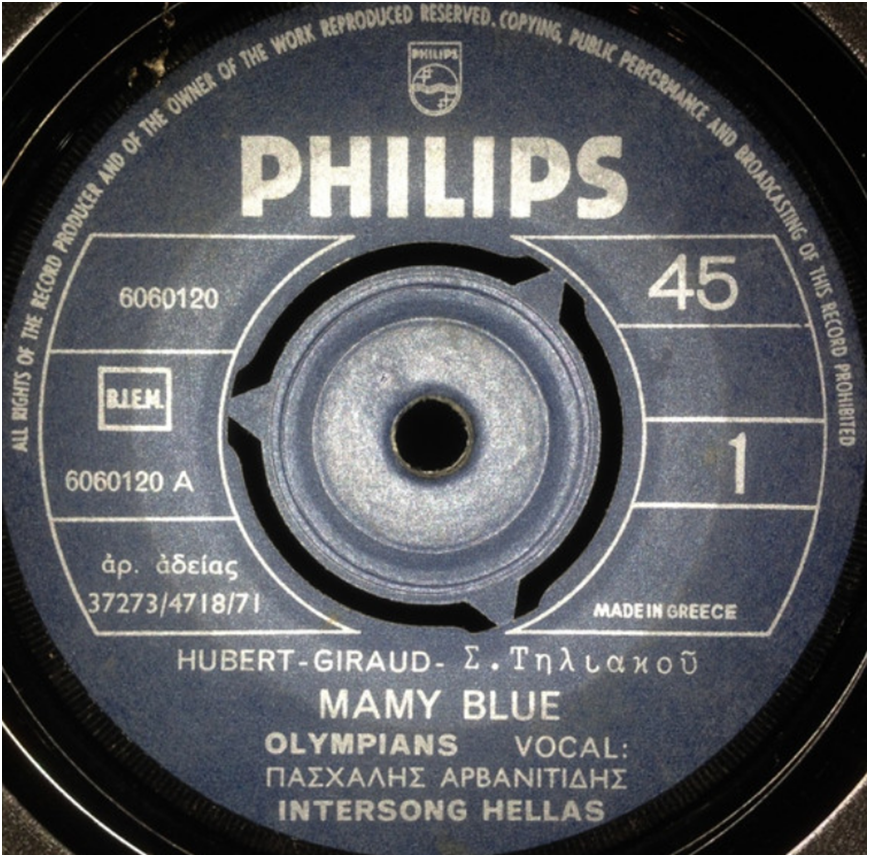 ALL RIGHTS OF THE RECORD PRODUCER AND OF THE OWNER OF THE WORK REPRODUCED RESERVED. COPYING, PUBLIC PERFORMANCE AND BROADCASTING OF THIS RECORD PROHIBITED
PHILIPS
PHILIPS
6060120
45
B.I.E.M.
1
6060120 A
ἀρ. ἀδείας
37273/4718/71
MADE IN GREECE
HUBERT-GIRAUD- Σ.Τηλιακοῦ
MAMY BLUE
OLYMPIANS VOCAL:
ΠΑΣΧΑΛΗΣ ΑΡΒΑΝΙΤΙΔΗΣ
INTERSONG HELLAS